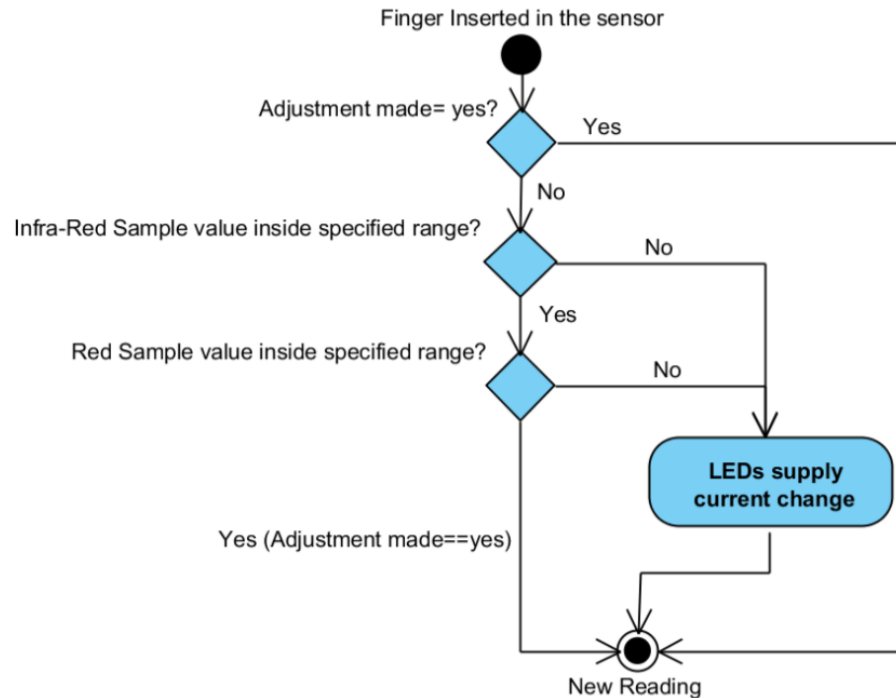 Finger Inserted in the sensor
Adjustment made= yes?
Yes
No
Infra-Red Sample value inside specified range?
No
Yes
Red Sample value inside specified range?
No
LEDs supply
current change
Yes (Adjustment made==yes)
New Reading